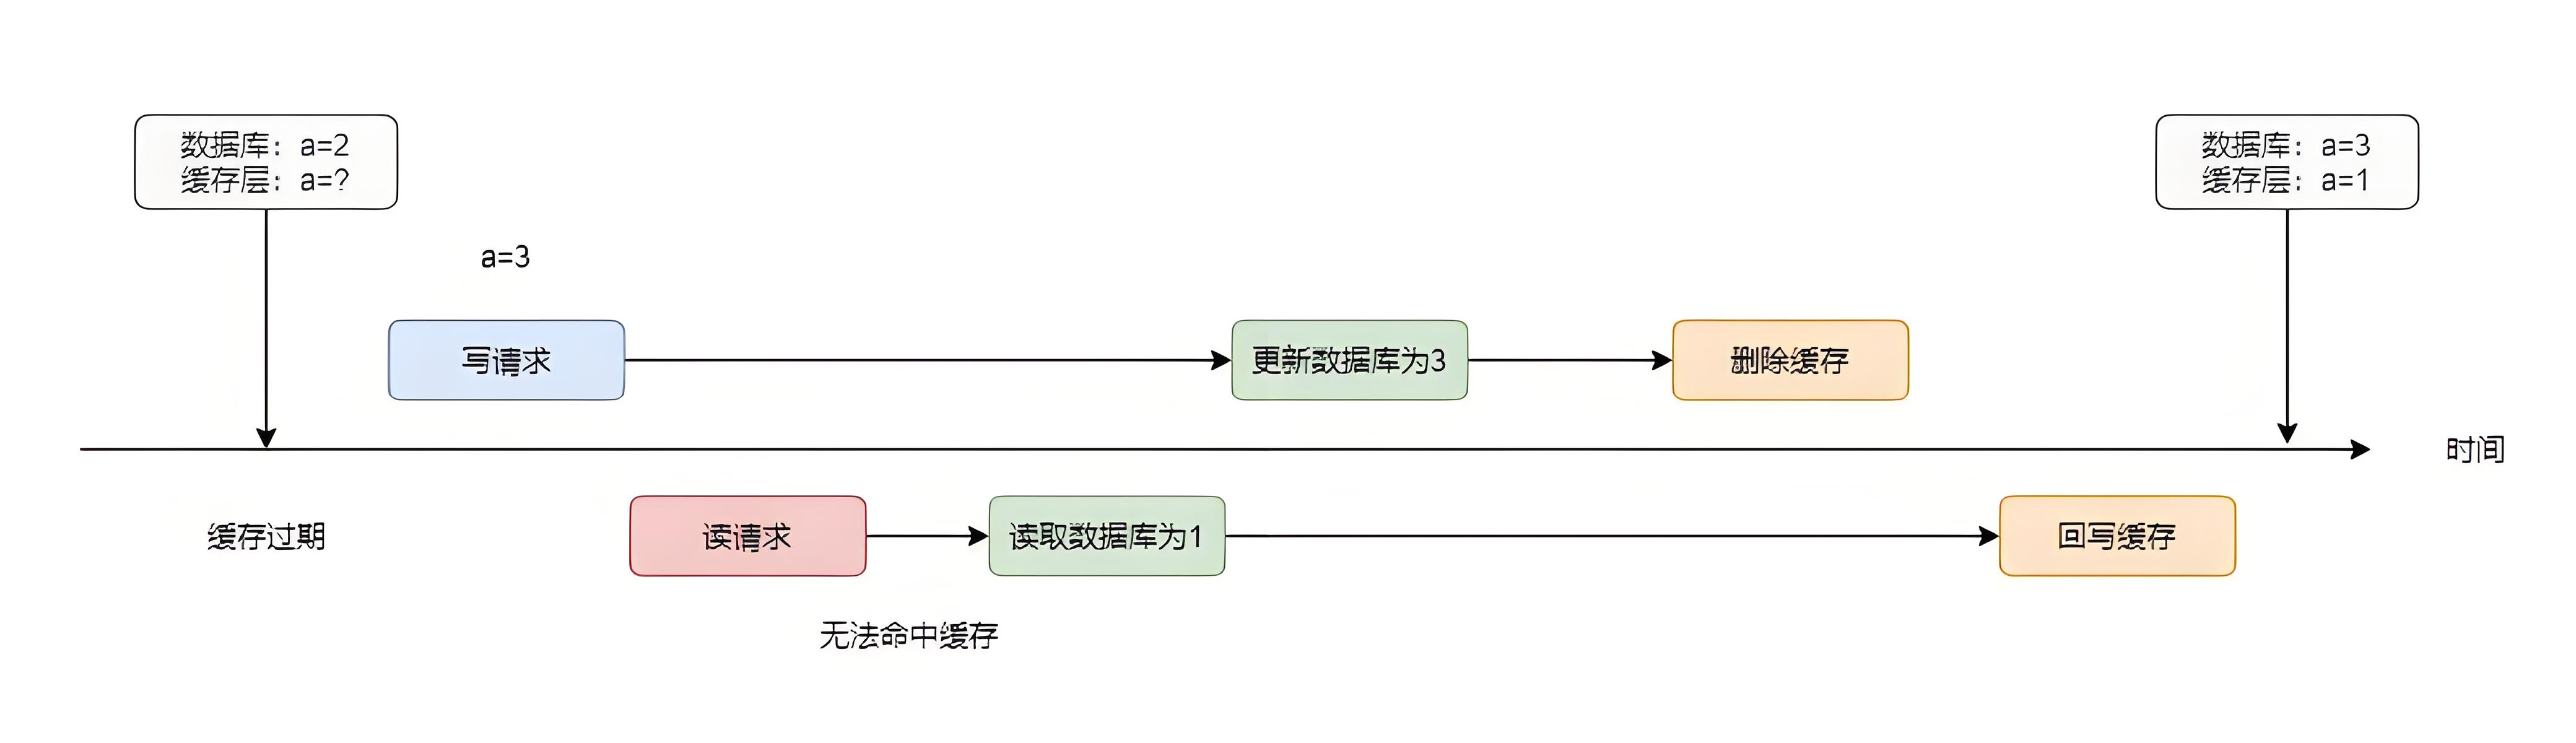 数据库：a=2
缓存层：a=?
数据库：a=3
缓存层：a=1
a=3
写请求
更新数据库为3
删除缓存
时间
缓存过期
读请求
读取数据库为1
回写缓存
无法命中缓存